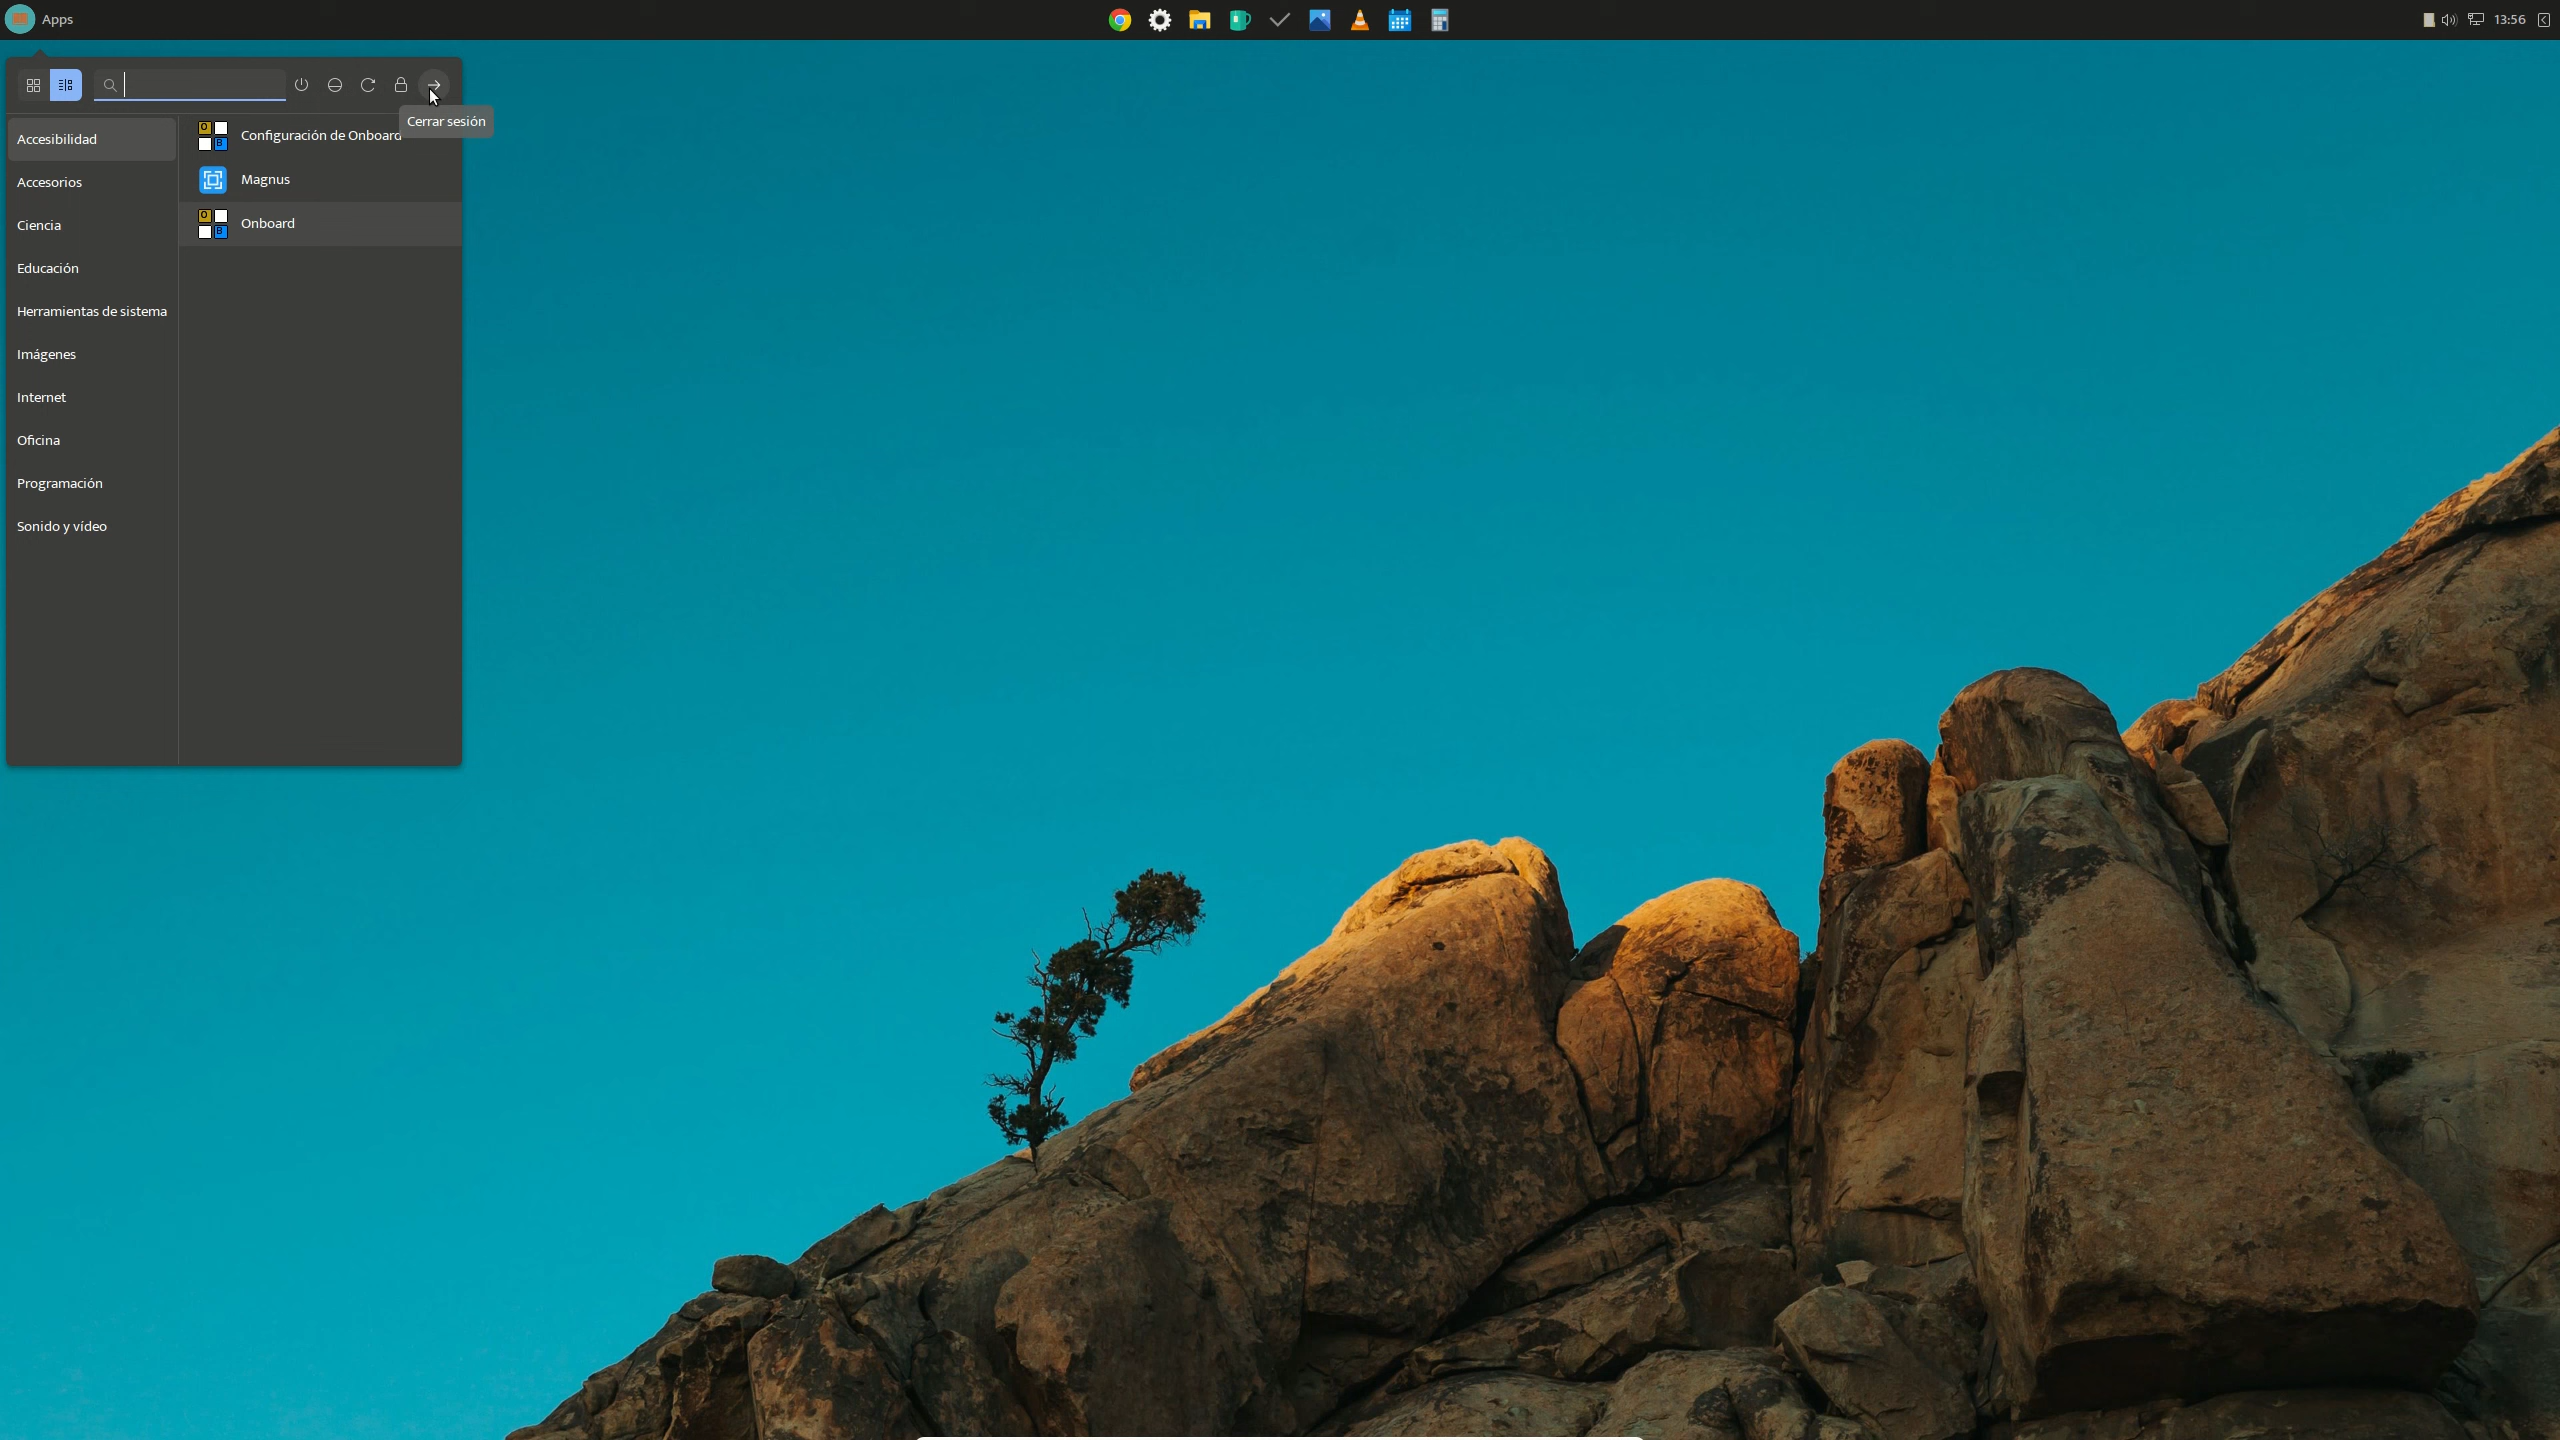 Apps
13:56
Cerrar sesión
Accesibilidad
Accesorios
Ciencia
Educación
Herramientas de sistema
Imágenes
Internet
Oficina
Programación
Sonido y vídeo
Configuración de Onboard
Magnus
Onboard